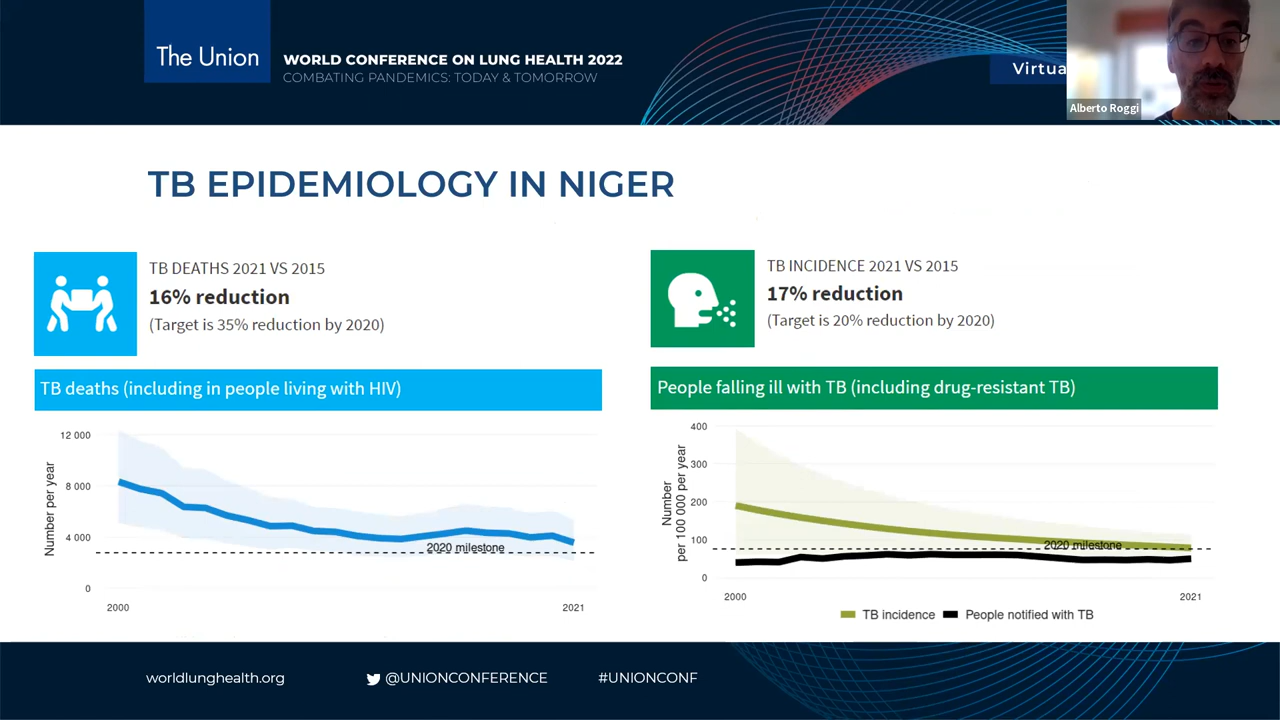 The Union
WORLD CONFERENCE ON LUNG HEALTH 2022
COMBATING PANDEMICS: TODAY & TOMORROW
Virtua
Alberto Roggi
TB EPIDEMIOLOGY IN NIGER
TB DEATHS 2021 VS 2015
16% reduction
(Target is 35% reduction by 2020)
TB deaths (including in people living with HIV)
Number per year
12 000
8 000
4 000
0
2020 milestone
2000
2021
TB INCIDENCE 2021 VS 2015
17% reduction
(Target is 20% reduction by 2020)
People falling ill with TB (including drug-resistant TB)
Number
per 100 000 per year
400
300
200
100
0
2020 milestone
2000
2021
TB incidence
People notified with TB
worldlunghealth.org
@UNIONCONFERENCE
#UNIONCONF